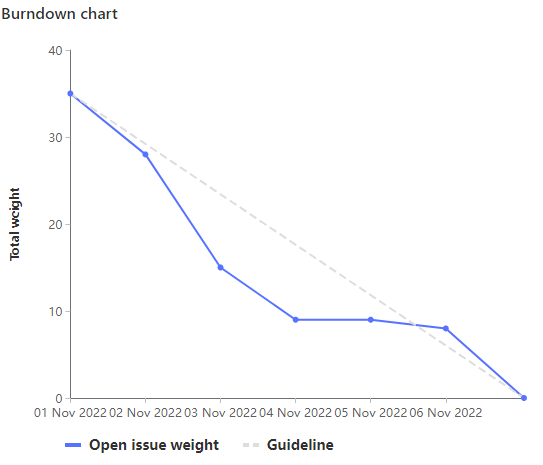 Burndown chart
40
30
20
10
0
Total weight
01 Nov 2022 02 Nov 2022 03 Nov 2022 04 Nov 2022 05 Nov 2022 06 Nov 2022
Open issue weight Guideline